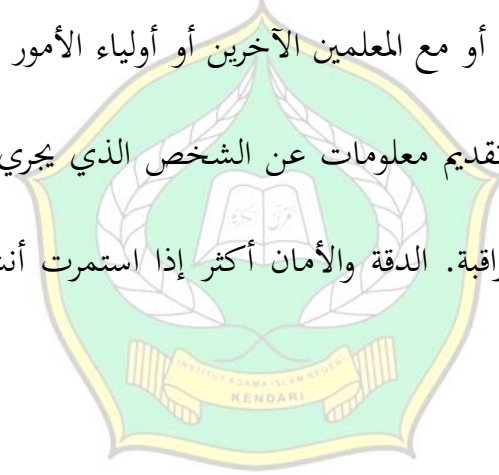 أو مع المعلمين الآخرين أو أولياء الأمور
تقديم معلومات عن الشخص الذي يجري
راقبة. الدقة والأمان أكثر إذا استمرت
INSTITUT AGAMA ISLAM NEGERI
KENDARI